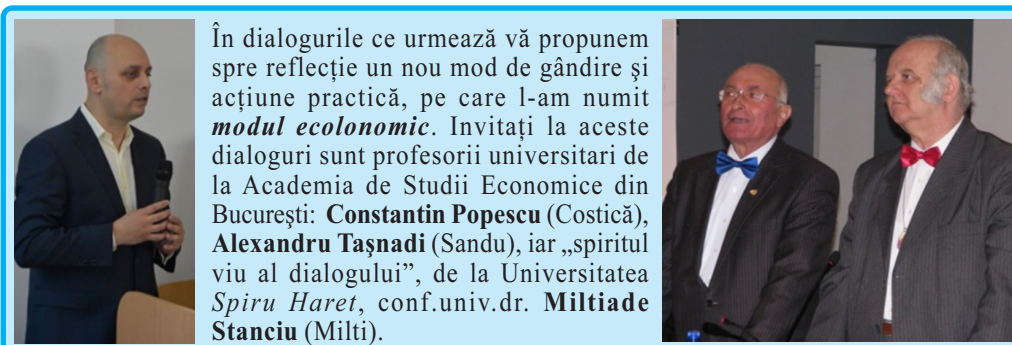 În dialogurile ce urmează vă propunem
spre reflecție un nou mod de gândire şi
acțiune practică, pe care l-am numit
modul ecolonomic. Invitați la aceste
dialoguri sunt profesorii universitari de
la Academia de Studii Economice din
Bucureşti: Constantin Popescu (Costică),
Alexandru Taşnadi (Sandu), iar „spiritul
viu al dialogului”, de la Universitatea
Spiru Haret, conf.univ.dr. Miltiade
Stanciu (Milti).